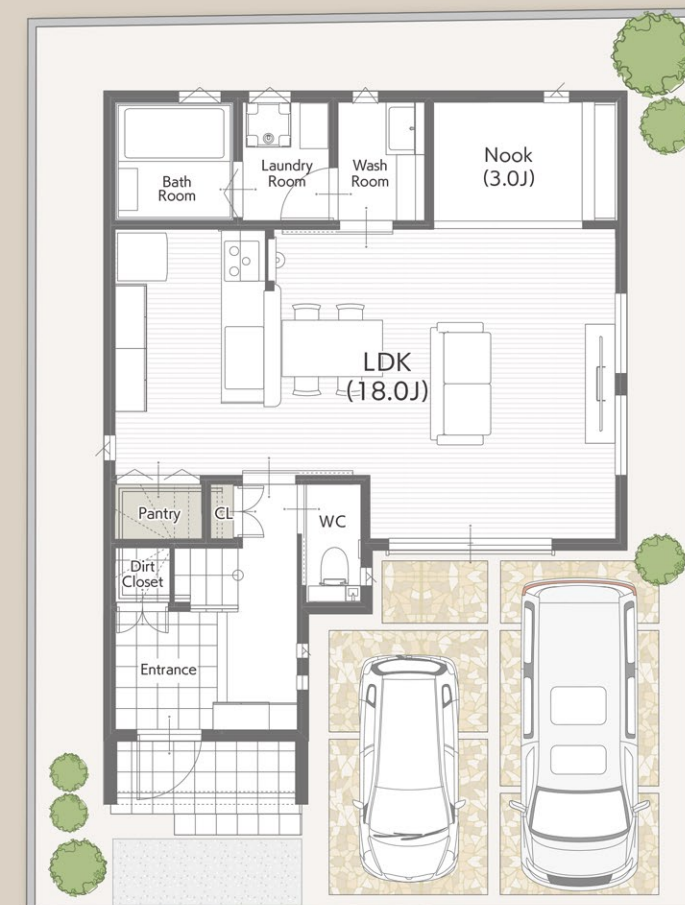 Bath
Room
Laundry
Room
Wash
Room
Nook
(3.0J)
LDK
(18.0J)
Pantry
CL
WC
Dirt
Closet
Entrance